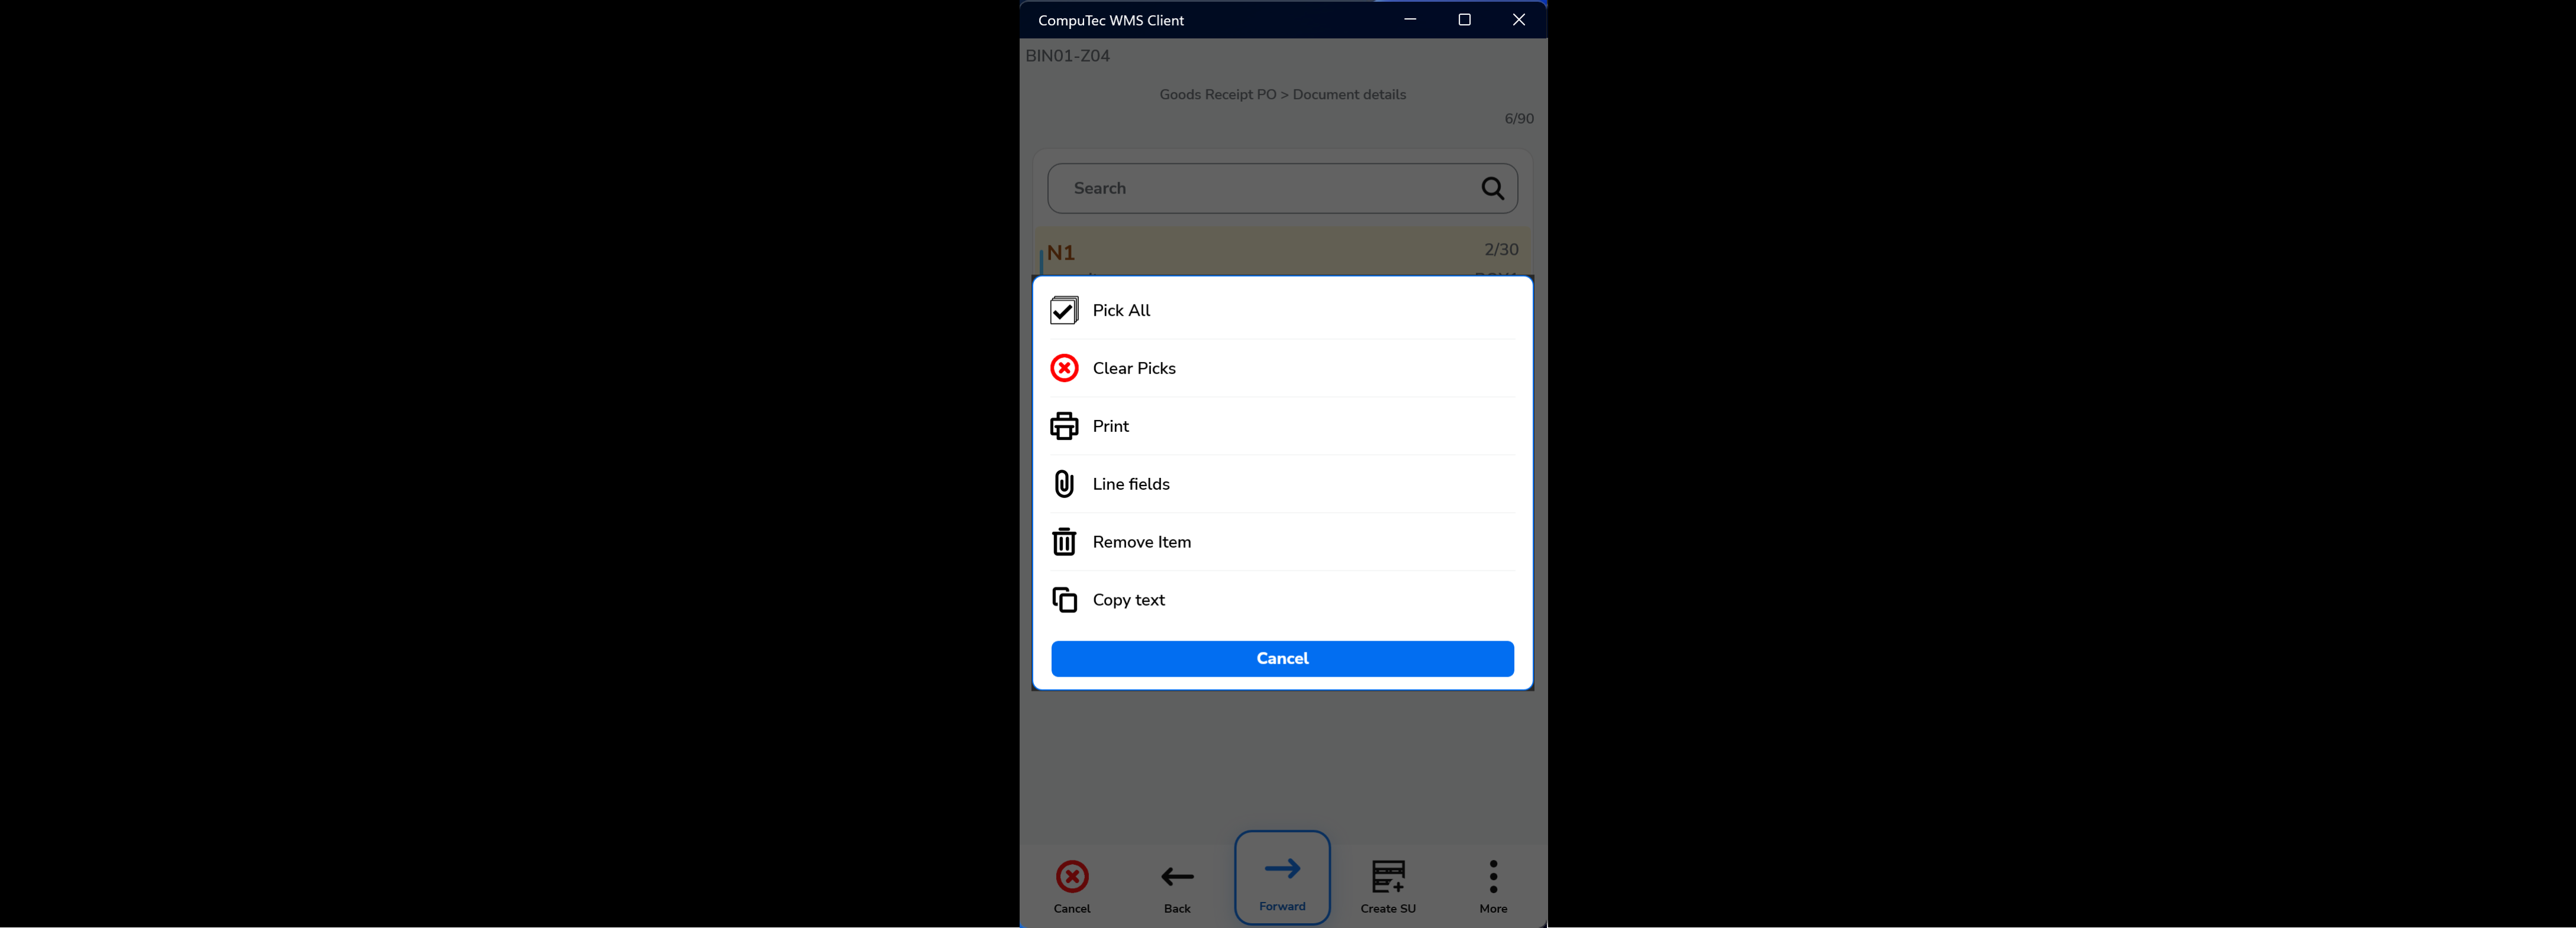 CompuTec WMS Client
BIN01-Z04
Goods Receipt PO > Document details
6/90
Search
N1
2/30
Pick All
Clear Picks
Print
Line fields
Remove Item
Copy text
Cancel
Cancel
Back
Forward
Create SU
More